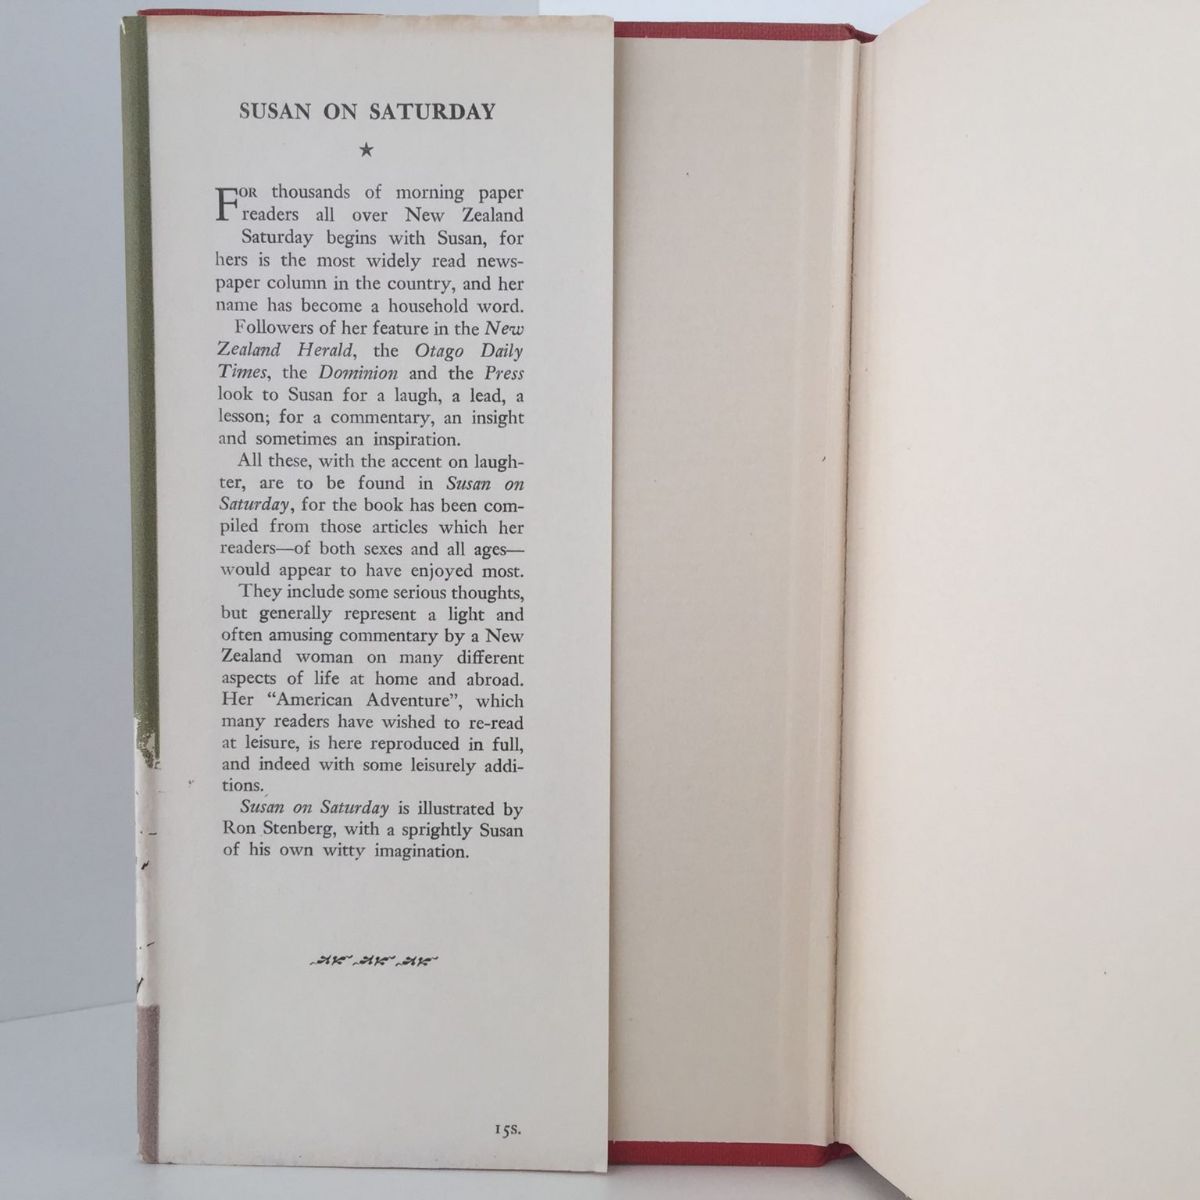 SUSAN ON SATURDAY
★
FOR thousands of morning paper
readers all over New Zealand
Saturday begins with Susan, for
hers is the most widely read news-
paper column in the country, and her
name has become a household word.
Followers of her feature in the New
Zealand Herald, the Otago Daily
Times, the Dominion and the Press
look to Susan for a laugh, a lead, a
lesson; for a commentary, an insight
and sometimes an inspiration.
All these, with the accent on laugh-
ter, are to be found in Susan on
Saturday, for the book has been com-
piled from those articles which her
readers—of both sexes and all ages—
would appear to have enjoyed most.
They include some serious thoughts,
but generally represent a light and
often amusing commentary by a New
Zealand woman on many different
aspects of life at home and abroad.
Her “American Adventure”, which
many readers have wished to re-read
at leisure, is here reproduced in full,
and indeed with some leisurely addi-
tions.
Susan on Saturday is illustrated by
Ron Stenberg, with a sprightly Susan
of his own witty imagination.
15s.